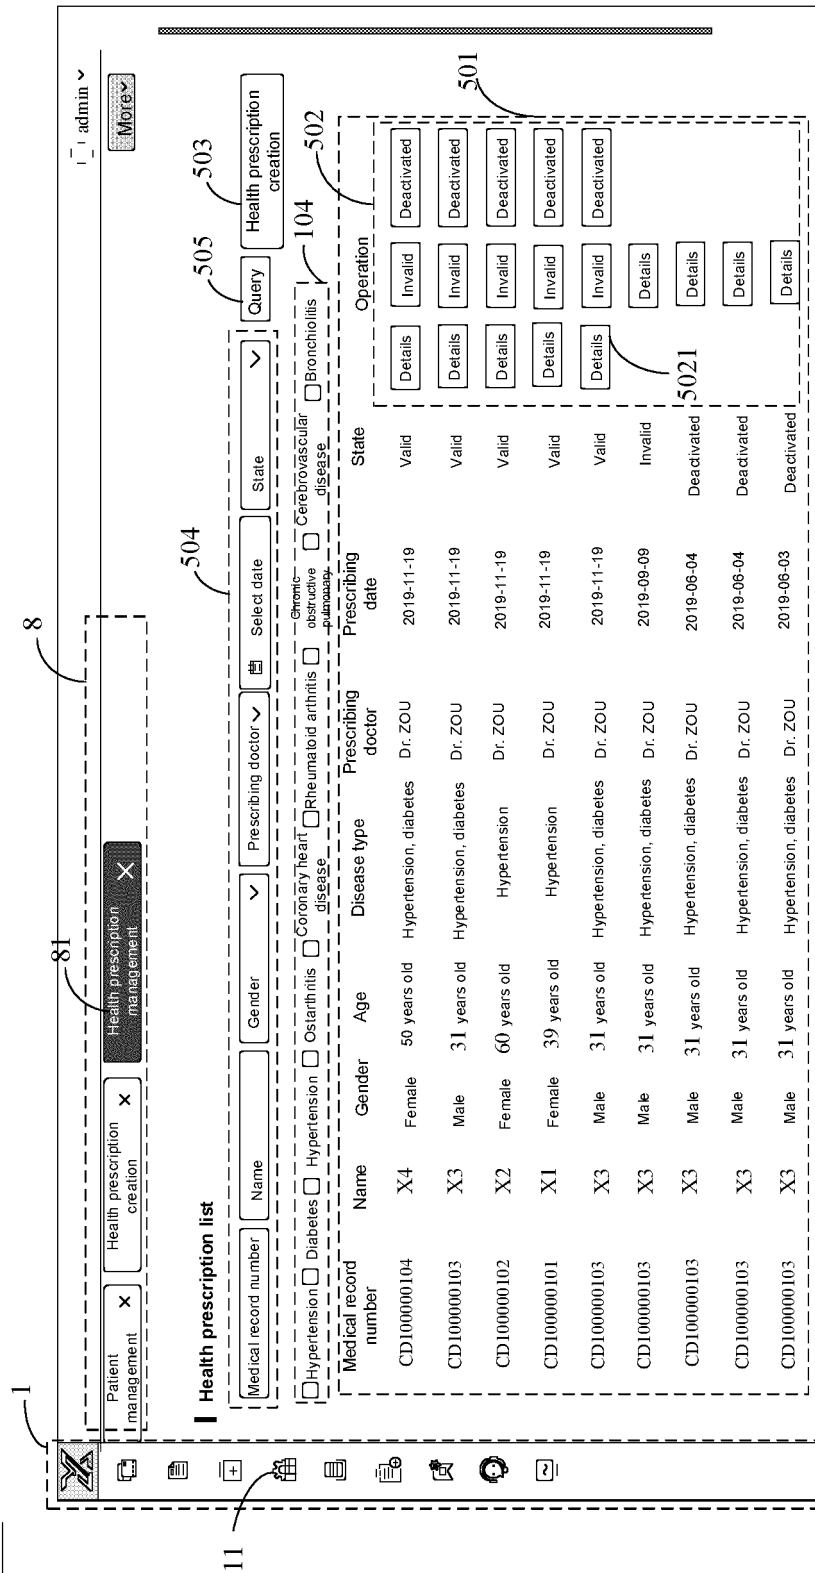 1
8
81
admin
Patient
management
Health prescription
creation
Health prescription
management
More
11
Health prescription list
504
505
503
Medical record number
Name
Gender
Prescribing doctor
Select date
State
Query
Health prescription
creation
104
Hypertension
Diabetes
Hypertension
Ostarthritis
Coronary heart
disease
Rheumatoid arthritis
Chronic
obstructive
pulmonary
Cerebrovascular
disease
Bronchiolitis
502
501
Medical record
number
Name
Gender
Age
Disease type
Prescribing
doctor
Prescribing
date
State
Operation
CD100000104 X4 Female 50 years old Hypertension, diabetes Dr. ZOU 2019-11-19 Valid Details Invalid Deactivated
CD100000103 X3 Male 31 years old Hypertension, diabetes Dr. ZOU 2019-11-19 Valid Details Invalid Deactivated
CD100000102 X2 Female 60 years old Hypertension Dr. ZOU 2019-11-19 Valid Details Invalid Deactivated
CD100000101 X1 Female 39 years old Hypertension Dr. ZOU 2019-11-19 Valid Details Invalid Deactivated
CD100000103 X3 Male 31 years old Hypertension, diabetes Dr. ZOU 2019-11-19 Valid Details Invalid Deactivated
CD100000103 X3 Male 31 years old Hypertension, diabetes Dr. ZOU 2019-09-09 Invalid Details
CD100000103 X3 Male 31 years old Hypertension, diabetes Dr. ZOU 2019-06-04 Deactivated Details
CD100000103 X3 Male 31 years old Hypertension, diabetes Dr. ZOU 2019-06-04 Deactivated Details
CD100000103 X3 Male 31 years old Hypertension, diabetes Dr. ZOU 2019-06-03 Deactivated Details
5021